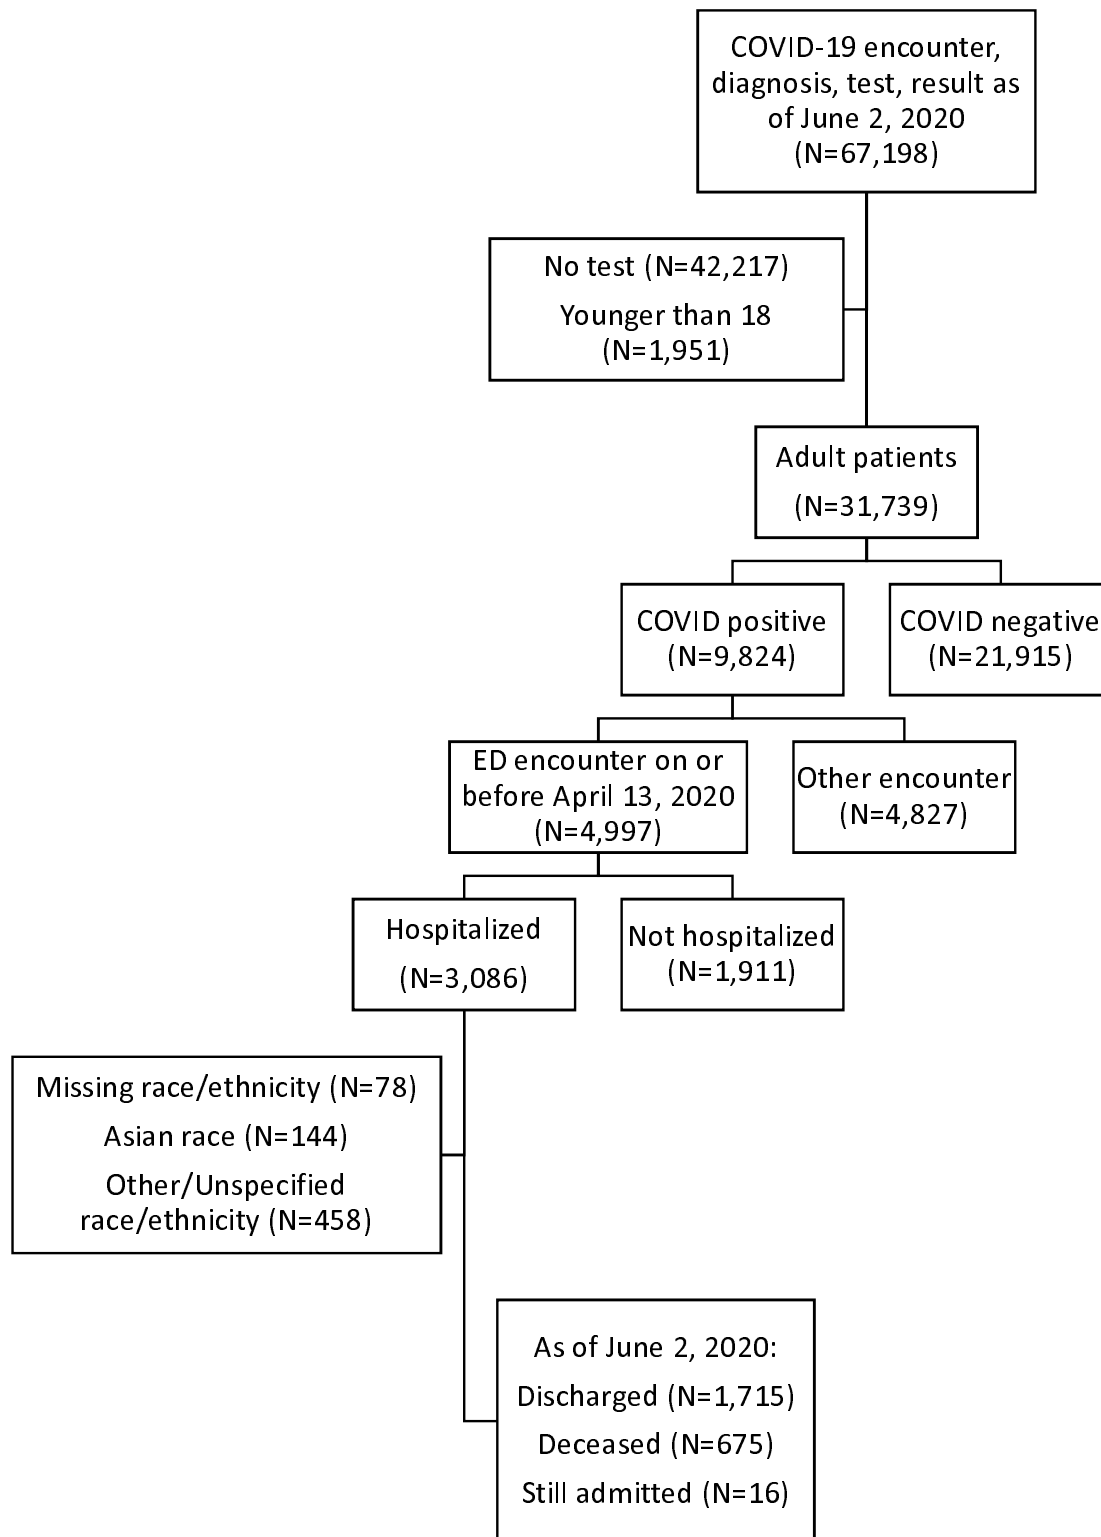 COVID-19 encounter,
diagnosis, test, result as
of June 2, 2020
(N=67,198)
No test (N=42,217)
Younger than 18
(N=1,951)
Adult patients
(N=31,739)
COVID positive
(N=9,824)
COVID negative
(N=21,915)
ED encounter on or
before April 13, 2020
(N=4,997)
Other encounter
(N=4,827)
Hospitalized
(N=3,086)
Not hospitalized
(N=1,911)
Missing race/ethnicity (N=78)
Asian race (N=144)
Other/Unspecified
race/ethnicity (N=458)
As of June 2, 2020:
Discharged (N=1,715)
Deceased (N=675)
Still admitted (N=16)